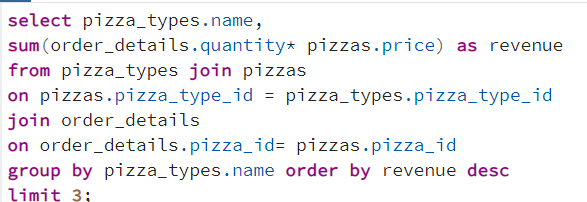 select pizza_types.name,
sum(order_details.quantity* pizzas.price) as revenue
from pizza_types join pizzas
on pizzas.pizza_type_id = pizza_types.pizza_type_id
join order_details
on order_details.pizza_id= pizzas.pizza_id
group by pizza_types.name order by revenue desc
limit 3;